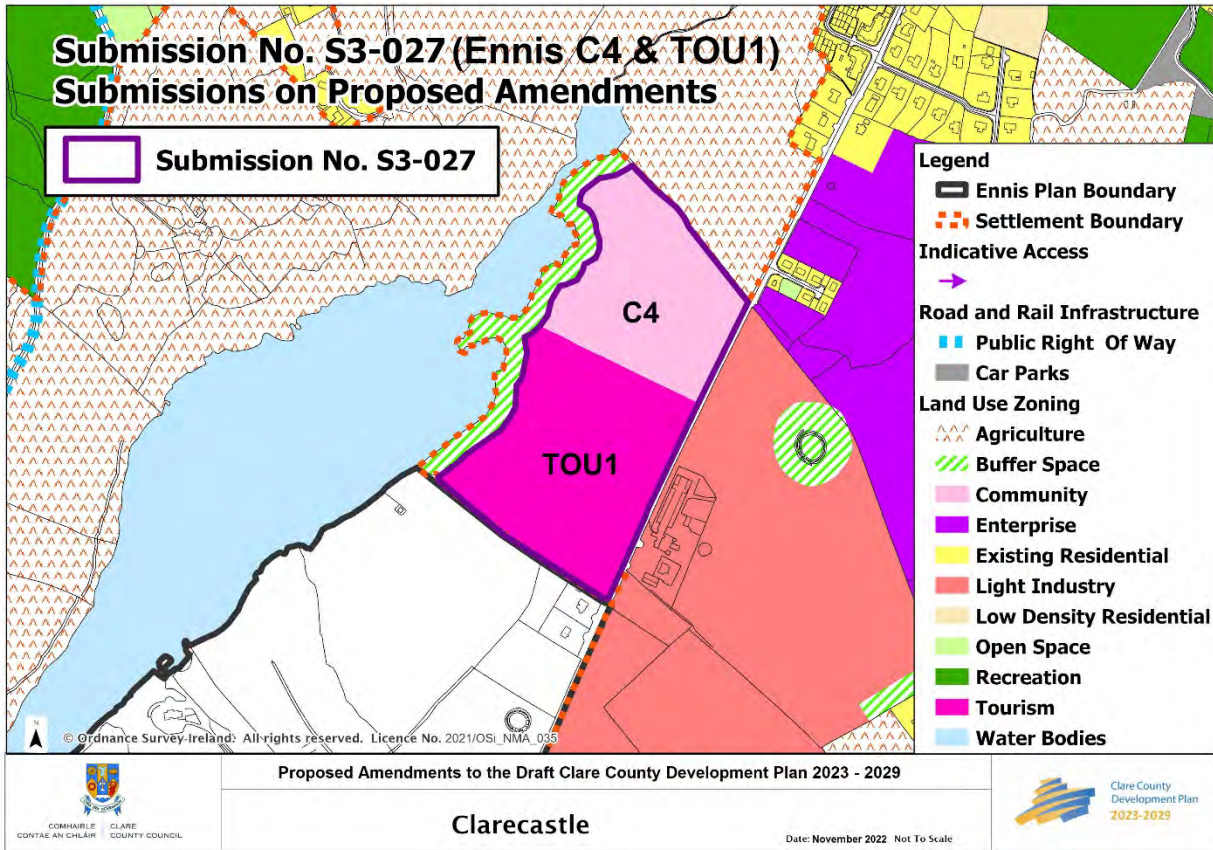 Submission No. S3-027 (Ennis C4 & TOU1)
Submissions on Proposed Amendments
Submission No. S3-027
C4
TOU1
Legend
Ennis Plan Boundary
Settlement Boundary
Indicative Access
Road and Rail Infrastructure
Public Right Of Way
Car Parks
Land Use Zoning
Agriculture
Buffer Space
Community
Enterprise
Existing Residential
Light Industry
Low Density Residential
Open Space
Recreation
Tourism
Water Bodies
N
© Ordnance Survey Ireland. All rights reserved. Licence No. 2021/OSi_NMA_035
COMHAIRLE CLARE
CONTAE AN CHLÁIR COUNTY COUNCIL
Proposed Amendments to the Draft Clare County Development Plan 2023 - 2029
Clarecastle
Date: November 2022 Not To Scale
Clare County
Development Plan
2023-2029